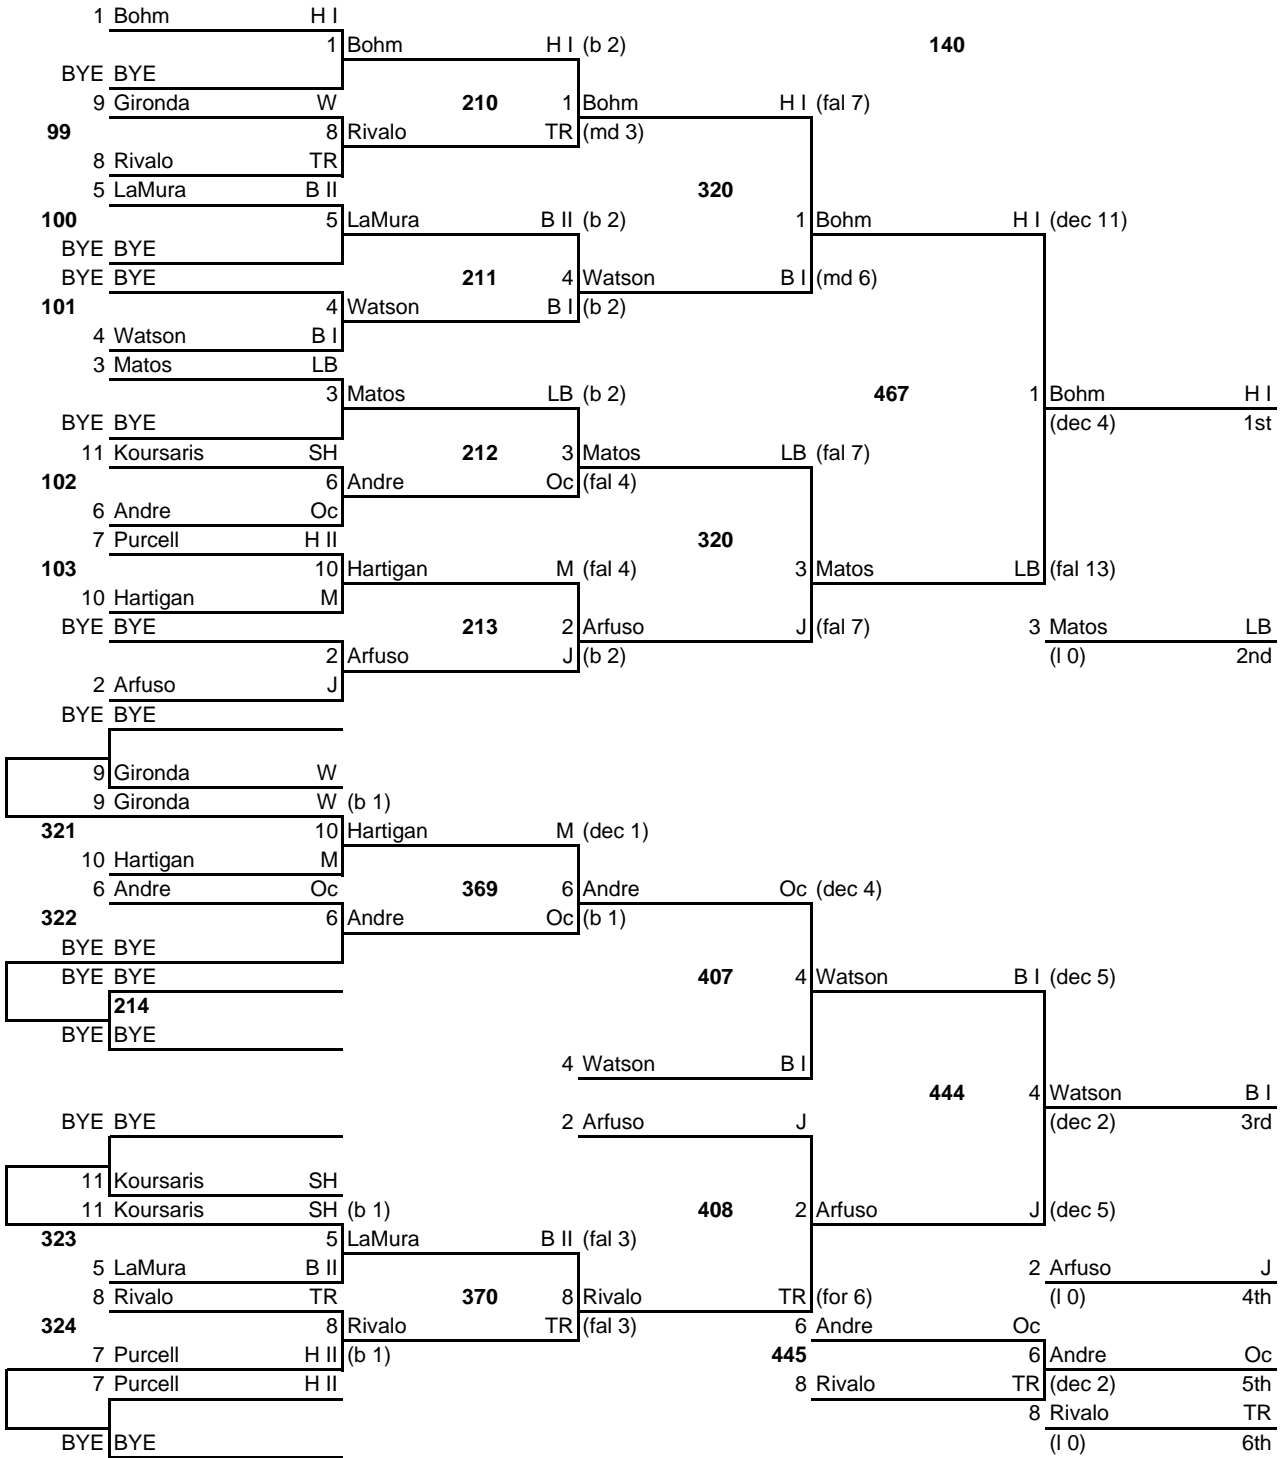 1 Bohm H I
1 Bohm H I (b 2) 140
BYE BYE
9 Gironda W 210 1 Bohm H I (fal 7)
99 8 Rivalo TR (md 3)
8 Rivalo TR
5 LaMura B II 320
100 5 LaMura B II (b 2) 1 Bohm H I (dec 11)
BYE BYE
BYE BYE 211 4 Watson B I (md 6)
101 4 Watson B I (b 2)
4 Watson B I
3 Matos LB
3 Matos LB (b 2) 467 1 Bohm H I
BYE BYE (dec 4) 1st
11 Koursaris SH 212 3 Matos LB (fal 7)
102 6 Andre Oc (fal 4)
6 Andre Oc
7 Purcell H II 320
103 10 Hartigan M (fal 4) 3 Matos LB (fal 13)
10 Hartigan M
BYE BYE 213 2 Arfuso J (fal 7) 3 Matos LB
2 Arfuso J (b 2) (l 0) 2nd
2 Arfuso J
BYE BYE
9 Gironda W
9 Gironda W (b 1)
321 10 Hartigan M (dec 1)
10 Hartigan M
6 Andre Oc 369 6 Andre Oc (dec 4)
322 6 Andre Oc (b 1)
BYE BYE
BYE BYE 407 4 Watson B I (dec 5)
214
BYE BYE
4 Watson B I
444 4 Watson B I
BYE BYE 2 Arfuso J (dec 2) 3rd
11 Koursaris SH
11 Koursaris SH (b 1) 408 2 Arfuso J (dec 5)
323 5 LaMura B II (fal 3)
5 LaMura B II 2 Arfuso J
8 Rivalo TR 370 8 Rivalo TR (for 6) (l 0) 4th
324 8 Rivalo TR (fal 3) 6 Andre Oc
7 Purcell H II (b 1) 445 6 Andre Oc
7 Purcell H II 8 Rivalo TR (dec 2) 5th
8 Rivalo TR
BYE BYE (l 0) 6th